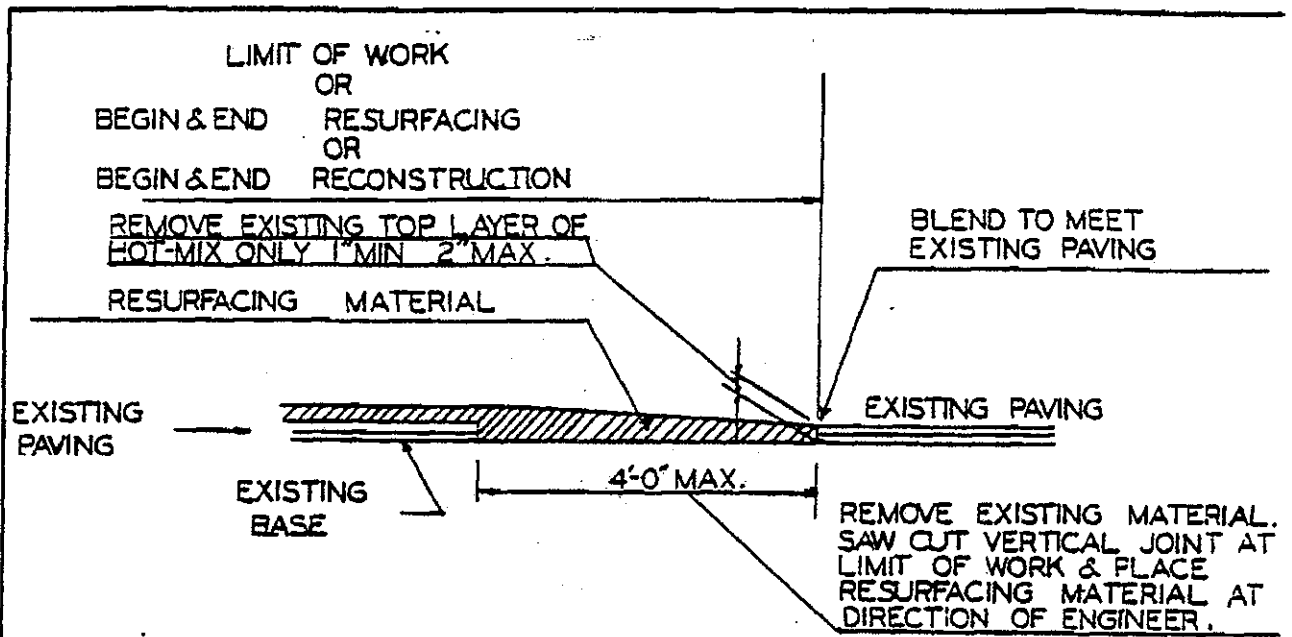 LIMIT OF WORK
OR
BEGIN & END RESURFACING
OR
BEGIN & END RECONSTRUCTION
REMOVE EXISTING TOP LAYER OF
HOT-MIX ONLY 1" MIN 2" MAX.
RESURFACING MATERIAL
BLEND TO MEET
EXISTING PAVING
EXISTING
PAVING
EXISTING PAVING
EXISTING
BASE
4'-0" MAX.
REMOVE EXISTING MATERIAL.
SAW CUT VERTICAL JOINT AT
LIMIT OF WORK & PLACE
RESURFACING MATERIAL AT
DIRECTION OF ENGINEER.